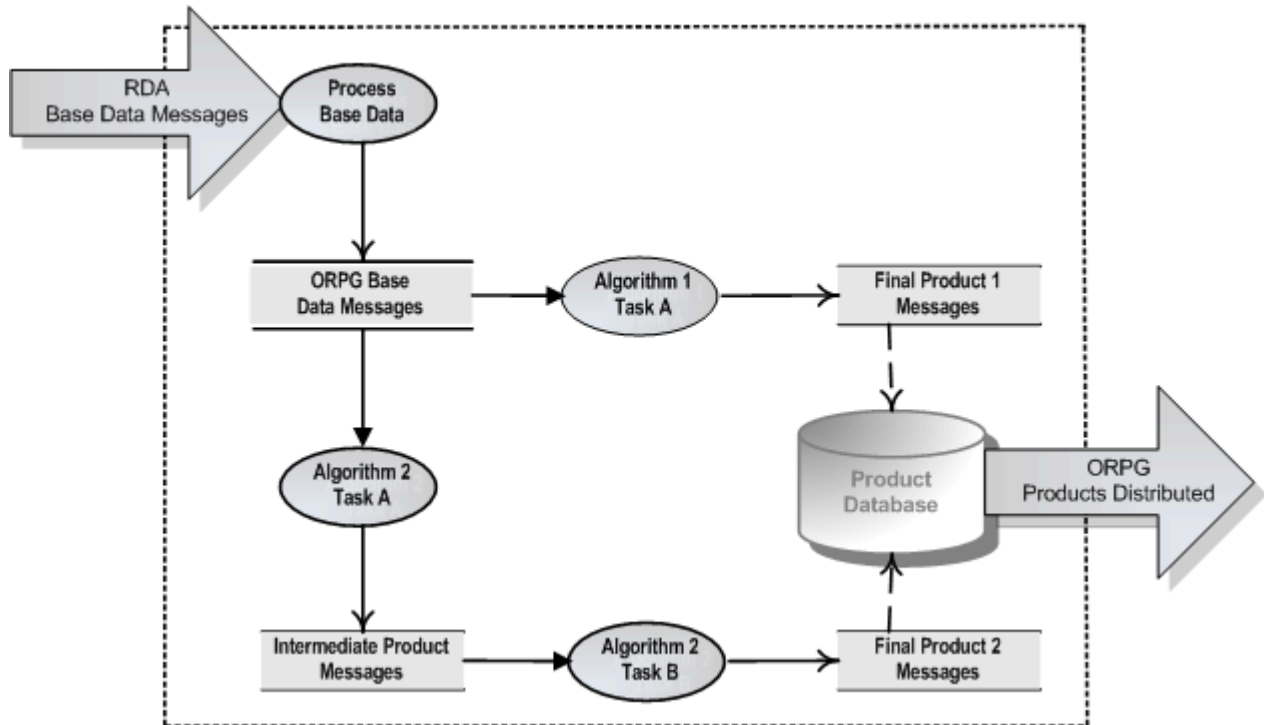 RDA
Base Data Messages
Process
Base Data
ORPG Base
Data Messages
Algorithm 1
Task A
Final Product 1
Messages
Algorithm 2
Task A
Product
Database
ORPG
Products Distributed
Intermediate Product
Messages
Algorithm 2
Task B
Final Product 2
Messages